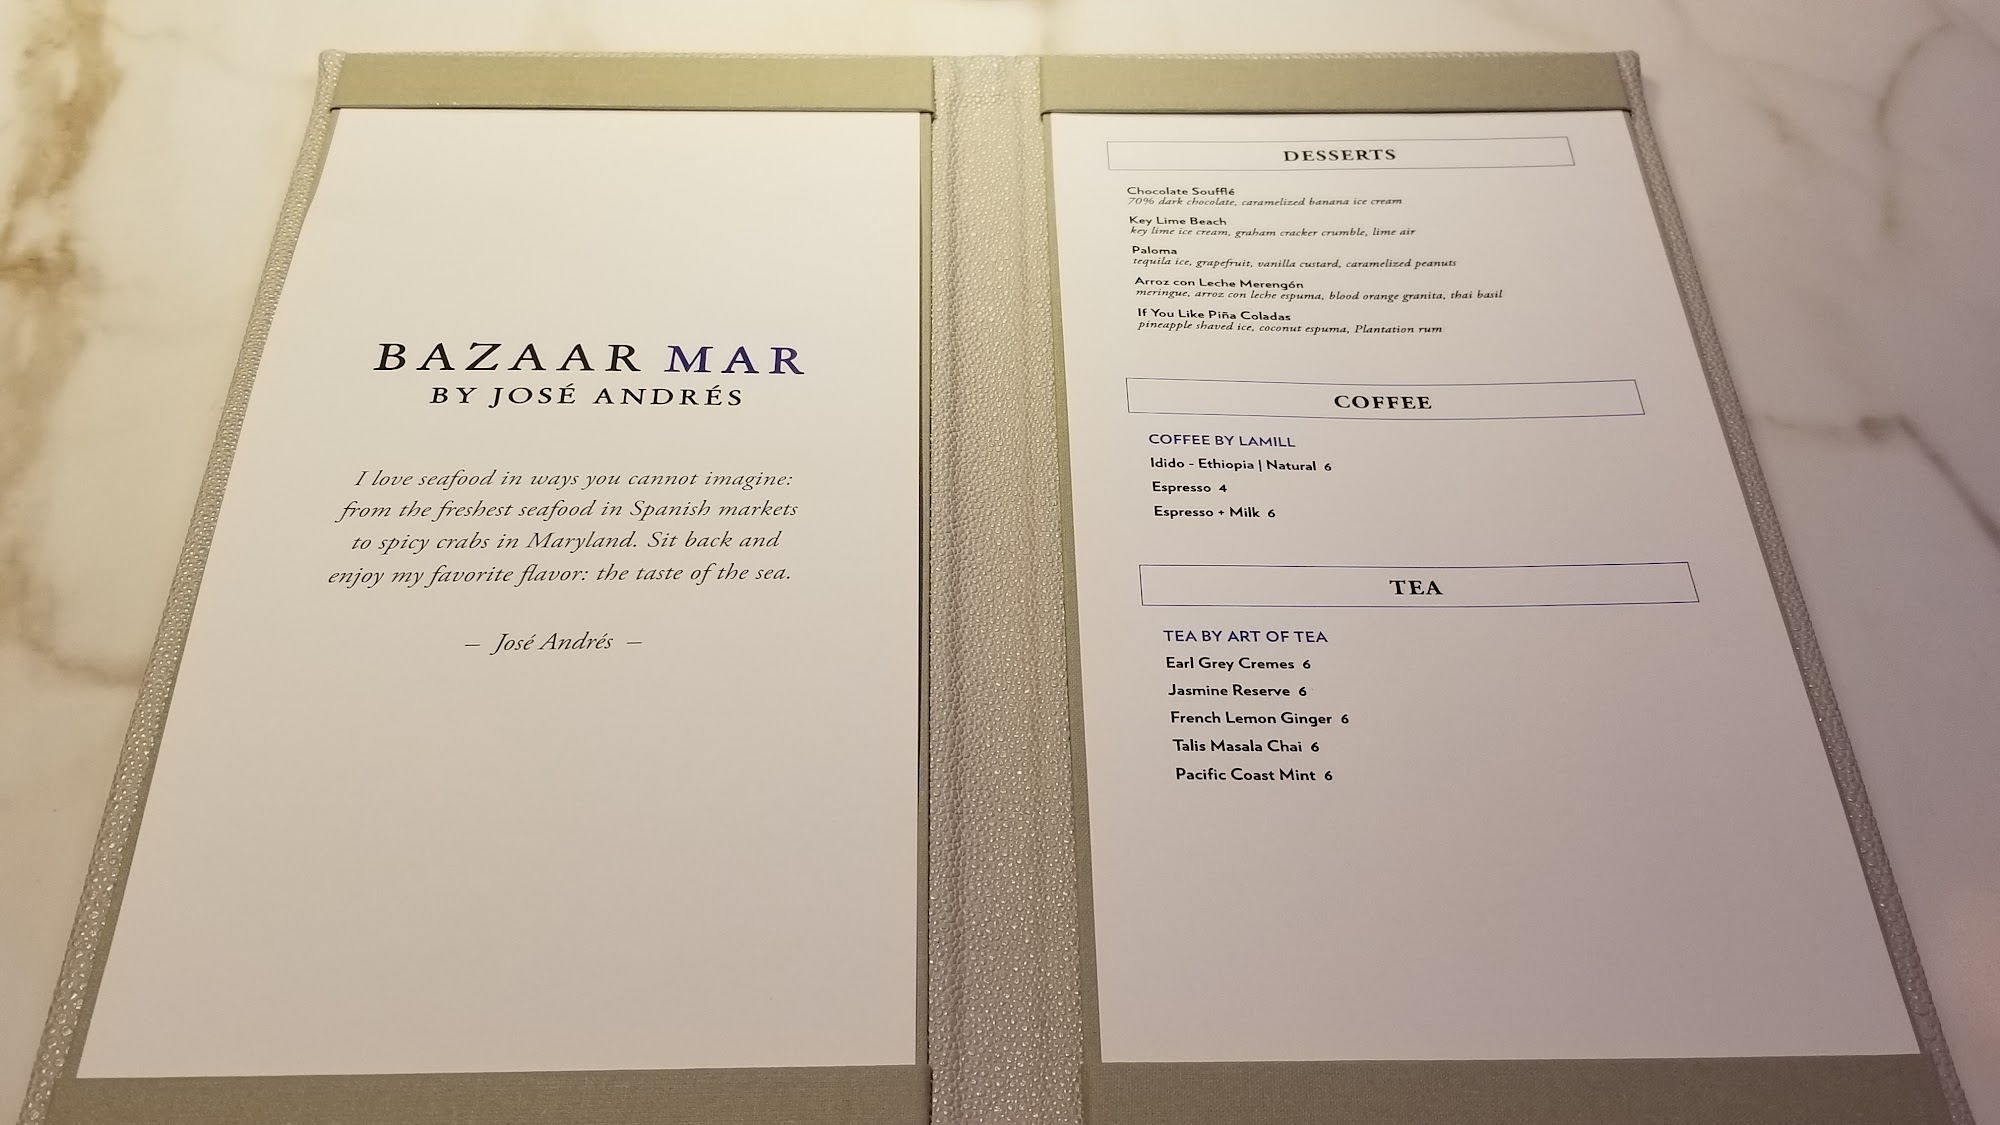 BAZAAR MAR
BY JOSÉ ANDRÉS
I love seafood in ways you cannot imagine:
from the freshest seafood in Spanish markets
to spicy crabs in Maryland. Sit back and
enjoy my favorite flavor: the taste of the sea.
– José Andrés –
DESSERTS
Chocolate Soufflé
70% dark chocolate, caramelized banana ice cream
Key Lime Beach
key lime ice cream, graham cracker crumble, lime air
Paloma
tequila ice, grapefruit, vanilla custard, caramelized peanuts
Arroz con Leche Merengón
meringue, arroz con leche espuma, blood orange granita, thai basil
If You Like Piña Coladas
pineapple shaved ice, coconut espuma, Plantation rum
COFFEE
COFFEE BY LAMILL
Idido - Ethiopia | Natural 6
Espresso 4
Espresso + Milk 6
TEA
TEA BY ART OF TEA
Earl Grey Cremes 6
Jasmine Reserve 6
French Lemon Ginger 6
Talis Masala Chai 6
Pacific Coast Mint 6